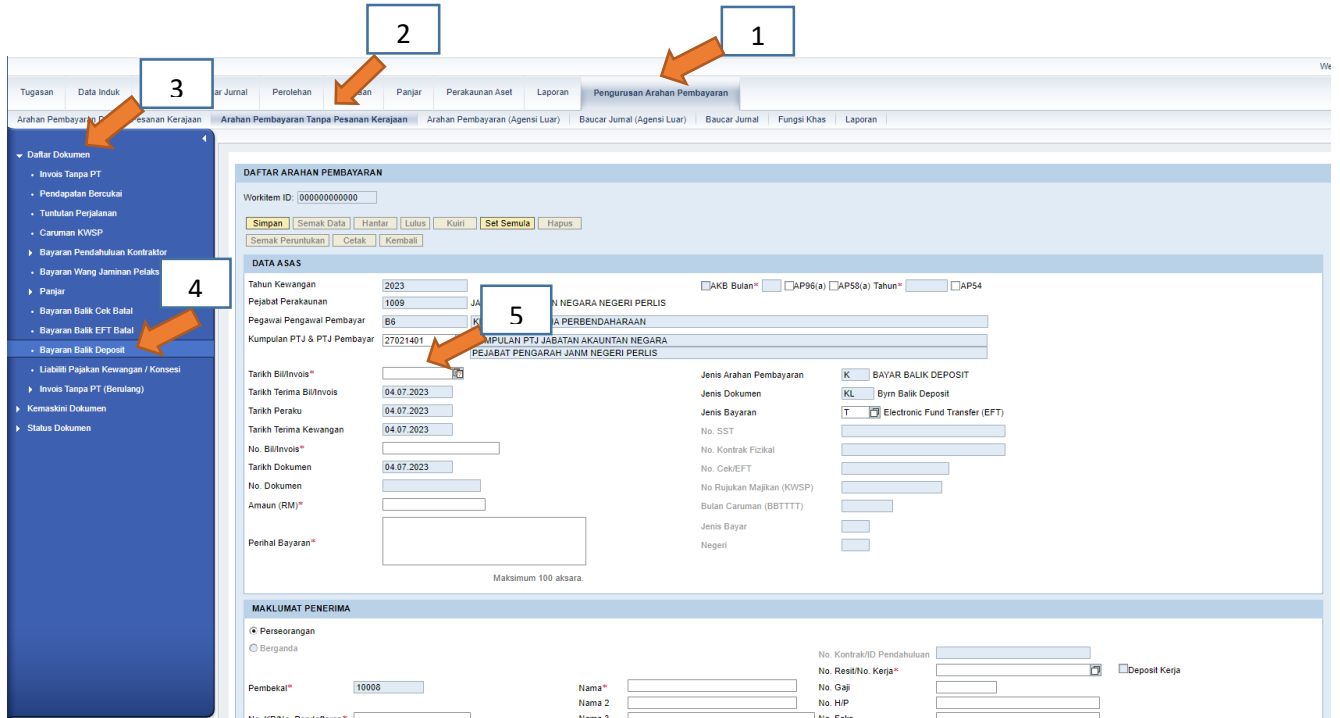 2
1
We
3
Tugasan Data Induk Jurnal Perolehan Panjar Perakaunan Aset Laporan Pengurusan Arahan Pembayaran
Arahan Pembayaran Pesanan Kerajaan Arahan Pembayaran Tanpa Pesanan Kerajaan Arahan Pembayaran (Agensi Luar) Baucar Jurnal (Agensi Luar) Baucar Jurnal Fungsi Khas Laporan
Daftar Dokumen
Invois Tanpa PT
Pendapatan Bercukai
Tuntutan Perjalanan
Caruman KWSP
Bayaran Pendahuluan Kontraktor
Bayaran Wang Jaminan Pelaks
Panjar
Bayaran Balik Cek Batal
Bayaran Balik EFT Batal
Bayaran Balik Deposit
Liabiliti Pajakan Kewangan / Konsesi
Invois Tanpa PT (Berulang)
Kemaskini Dokumen
Status Dokumen
4
DAFTAR ARAHAN PEMBAYARAN
Workitem ID: 000000000000
Simpan Semak Data Hantar Lulus Kuiri Set Semula Hapus
Semak Peruntukan Cetak Kembali
DATA ASAS
Tahun Kewangan 2023 AKB Bulan* AP96(a) AP58(a) Tahun* AP54
Pejabat Perakaunan 1009 NEGARA NEGERI PERLIS
5
Pegawai Pengawal Pembayar B6 PERBENDAHARAAN
Kumpulan PTJ & PTJ Pembayar 27021401 KUMPULAN PTJ JABATAN AKAUNTAN NEGARA
PEJABAT PENGARAH JANM NEGERI PERLIS
Tarikh Bil/Invois* Jenis Arahan Pembayaran K BAYAR BALIK DEPOSIT
Tarikh Terima Bil/Invois 04.07.2023 Jenis Dokumen KL Byrn Balik Deposit
Tarikh Peraku 04.07.2023 Jenis Bayaran T Electronic Fund Transfer (EFT)
Tarikh Terima Kewangan 04.07.2023 No. SST
No. Bil/Invois* No. Kontrak Fizikal
Tarikh Dokumen 04.07.2023 No. Cek/EFT
No. Dokumen No Rujukan Majikan (KWSP)
Amaun (RM)* Bulan Caruman (BBTTTT)
Jenis Bayar
Perihal Bayaran* Negeri
Maksimum 100 aksara.
MAKLUMAT PENERIMA
Perseorangan
Berganda No. Kontrak/ID Pendahuluan
No. Resit/No. Kerja* Deposit Kerja
Pembekal* 10008 Nama* No. Gaji
Nama 2 No. H/P